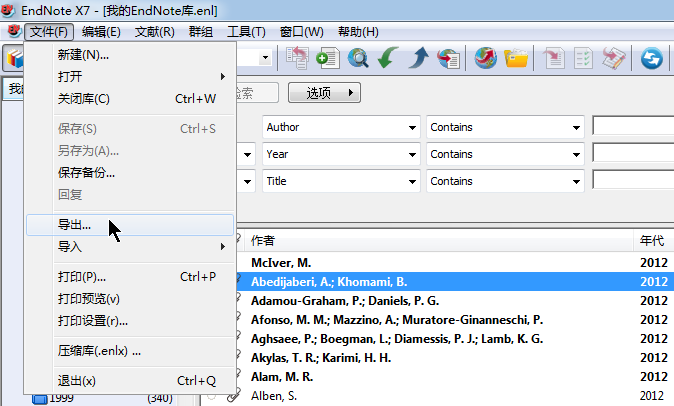 EndNote X7 - [我的EndNote库.enl]
文件(F) 编辑(E) 文献(R) 群组 工具(T) 窗口(W) 帮助(H)
新建(N)...
打开
关闭库(C) Ctrl+W
保存(S) Ctrl+S
另存为(A)...
保存备份...
回复
导出...
导入
打印(P)... Ctrl+P
打印预览(v)
打印设置(r)...
压缩库(.enlx) ...
退出(x) Ctrl+Q
检索 选项
Author Contains
Year Contains
Title Contains
作者 年代
McIver, M. 2012
Abedijaberi, A.; Khomami, B. 2012
Adamou-Graham, P.; Daniels, P. G. 2012
Afonso, M. M.; Mazzino, A.; Muratore-Ginanneschi, P. 2012
Aghsaee, P.; Boegman, L.; Diamessis, P. J.; Lamb, K. G. 2012
Akylas, T. R.; Karimi, H. H. 2012
Alam, M. R. 2012
Alben, S. 2012
1999 (340)